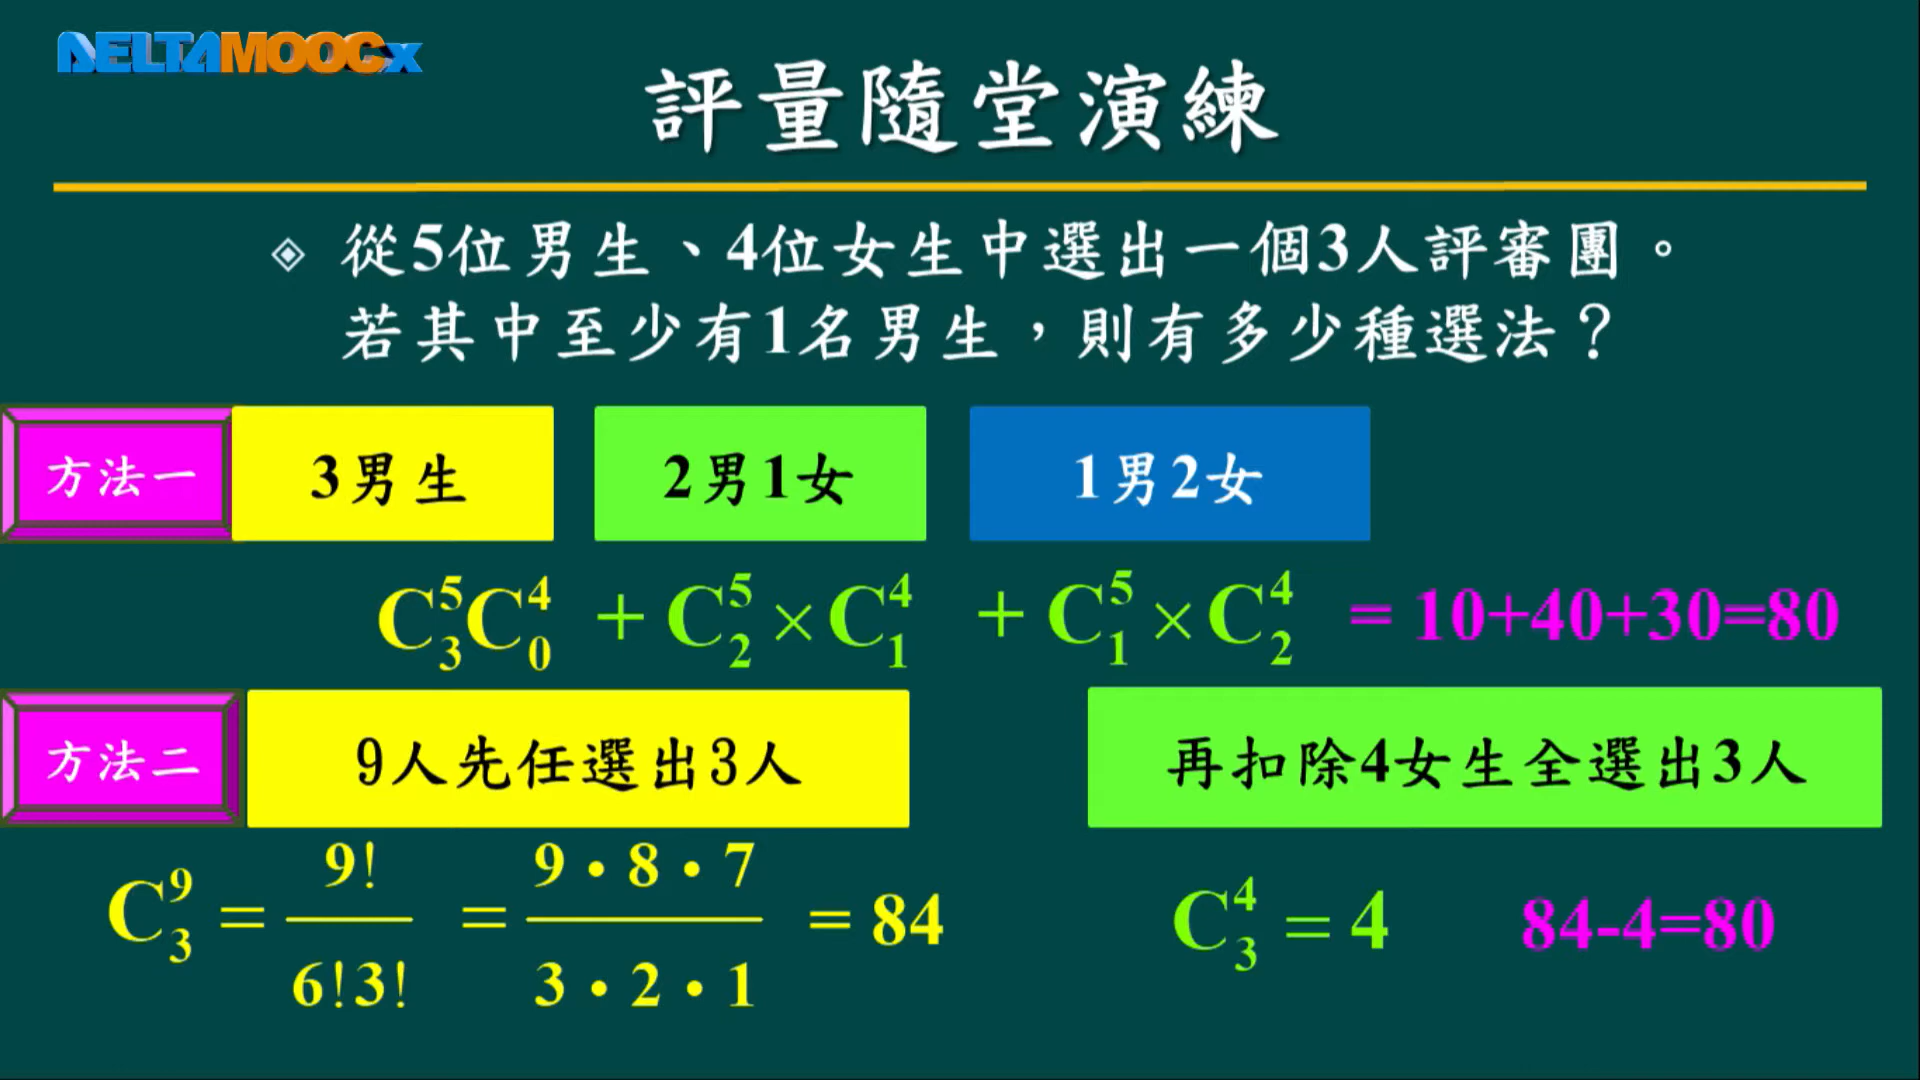 DELTAMOOCx
評量隨堂演練
◈ 從5位男生、4位女生中選出一個3人評審團。
若其中至少有1名男生,則有多少種選法?
方法一 3男生 2男1女 1男2女
C⁵₃C⁴₀ + C⁵₂ × C⁴₁ + C⁵₁ × C⁴₂ = 10+40+30=80
方法二 9人先任選出3人 再扣除4女生全選出3人
C⁹₃ = 9! / 6!3! = 9•8•7 / 3•2•1 = 84 C⁴₃ = 4 84-4=80